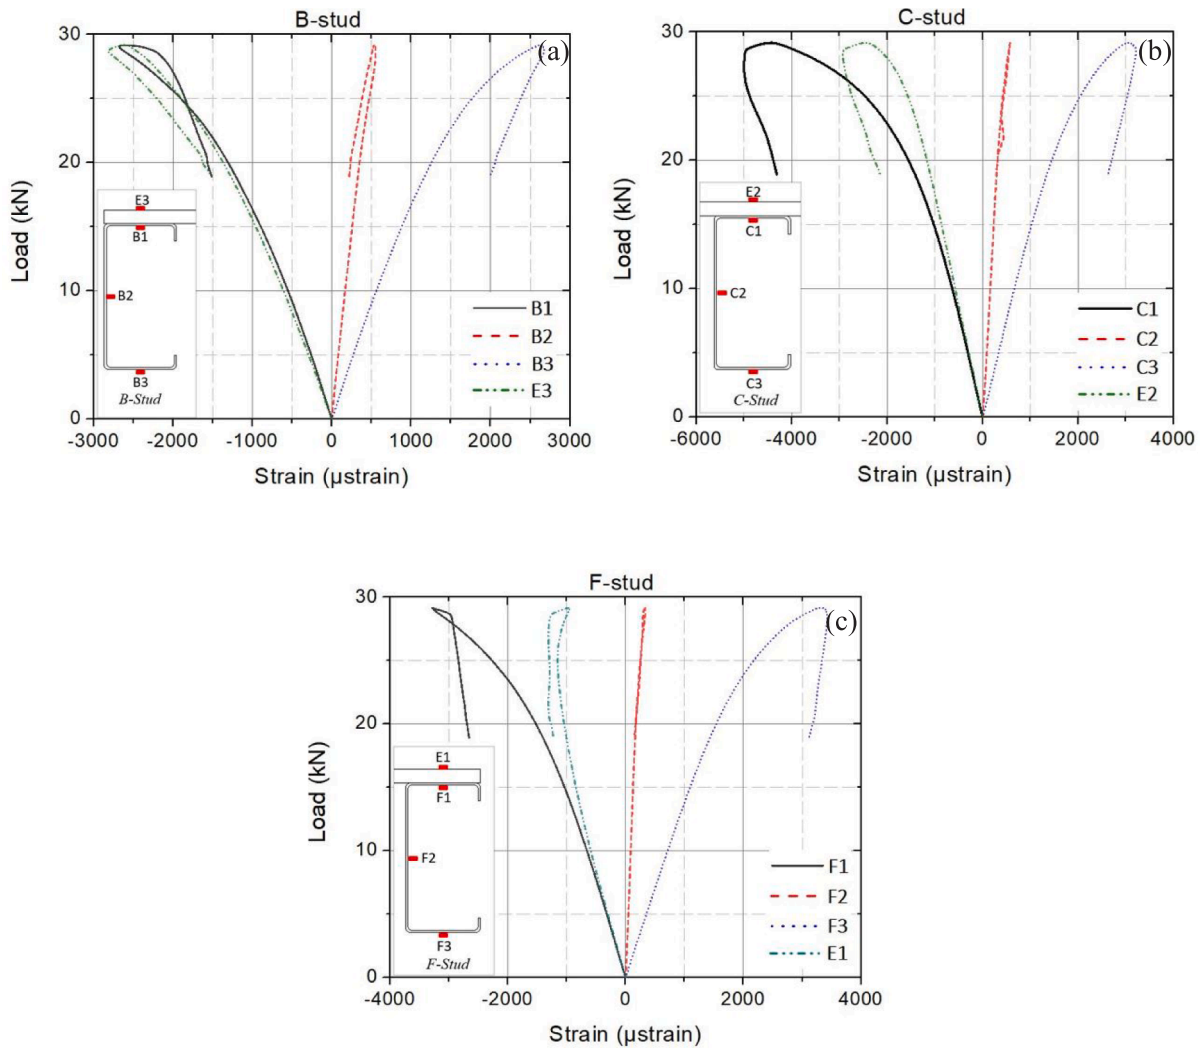 B-stud
(a)
30
20
10
0
Load (kN)
E3
B1
B2
B3
B-Stud
B1
B2
B3
E3
-3000 -2000 -1000 0 1000 2000 3000
Strain (µstrain)
C-stud
(b)
30
20
10
0
Load (kN)
E2
C1
C2
C3
C-Stud
C1
C2
C3
E2
-6000 -4000 -2000 0 2000 4000
Strain (µstrain)
F-stud
(c)
30
20
10
0
Load (kN)
E1
F1
F2
F3
F-Stud
F1
F2
F3
E1
-4000 -2000 0 2000 4000
Strain (µstrain)